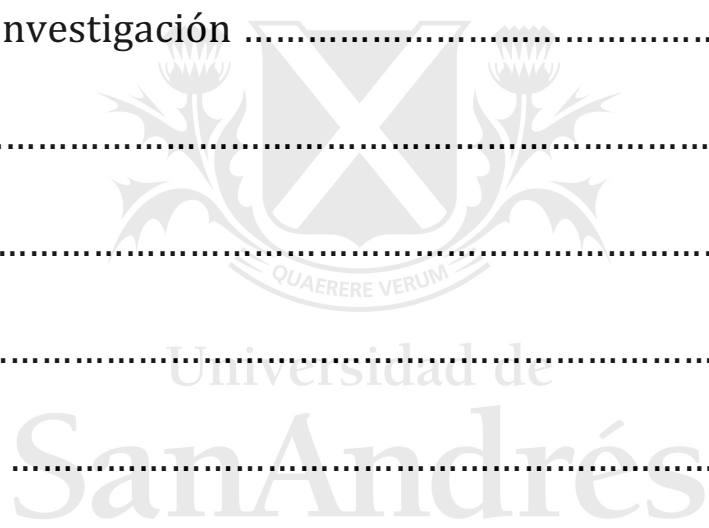 nvestigación ........................................................
........................................................................
........................................................................
QUAERERE VERUM
........................................................................
Universidad de
SanAndrés
........................................................................